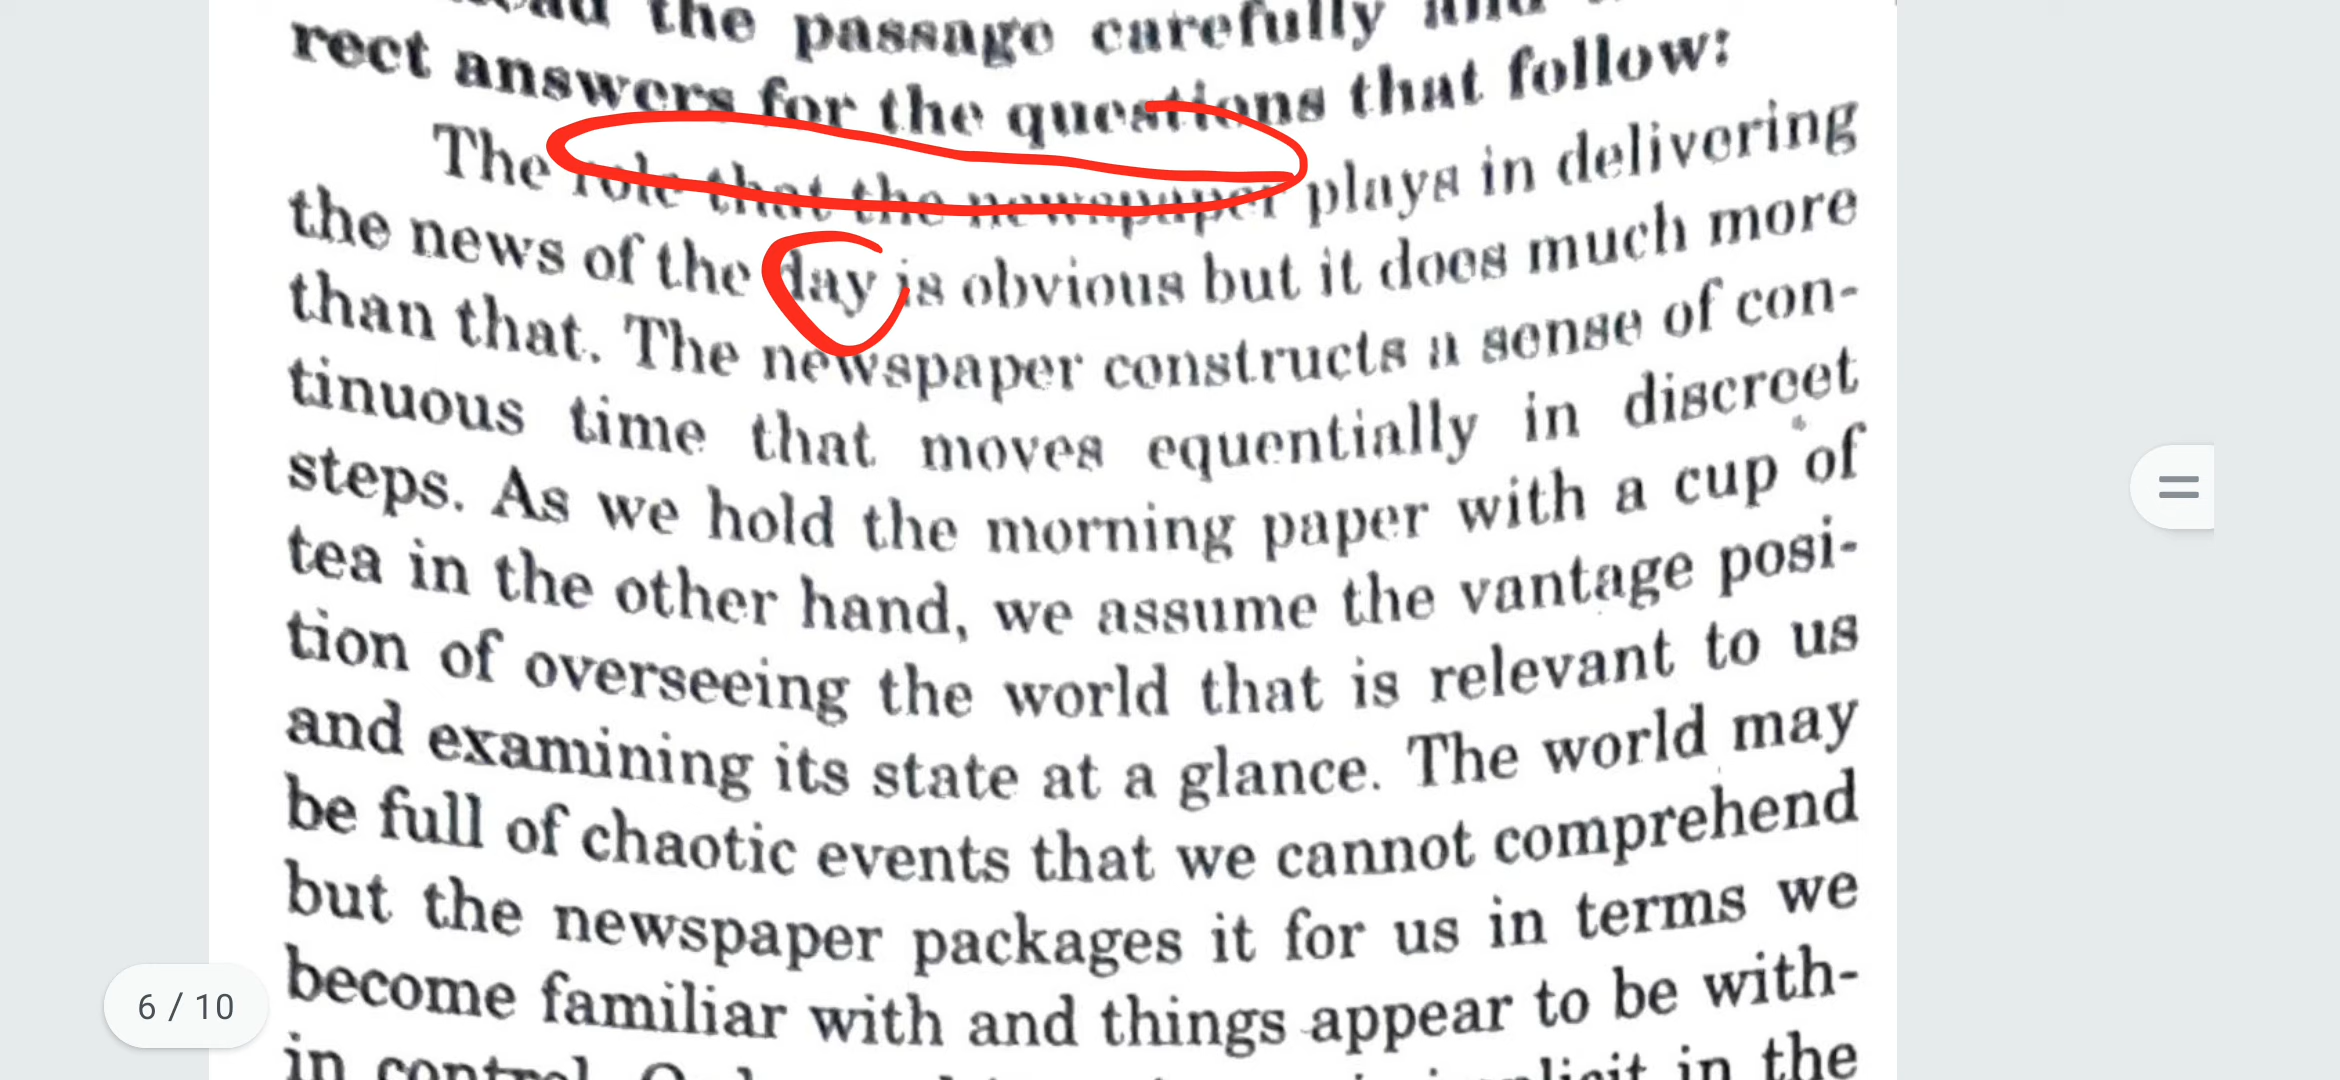 the passage carefully
rect answers for the questions that follow:
The role that the newspaper plays in delivering
the news of the day is obvious but it does much more
than that. The newspaper constructs a sense of con-
tinuous time that moves equentially in discreet
steps. As we hold the morning paper with a cup of
tea in the other hand, we assume the vantage posi-
tion of overseeing the world that is relevant to us
and examining its state at a glance. The world may
be full of chaotic events that we cannot comprehend
but the newspaper packages it for us in terms we
become familiar with and things appear to be with-
in control. in the
6 / 10